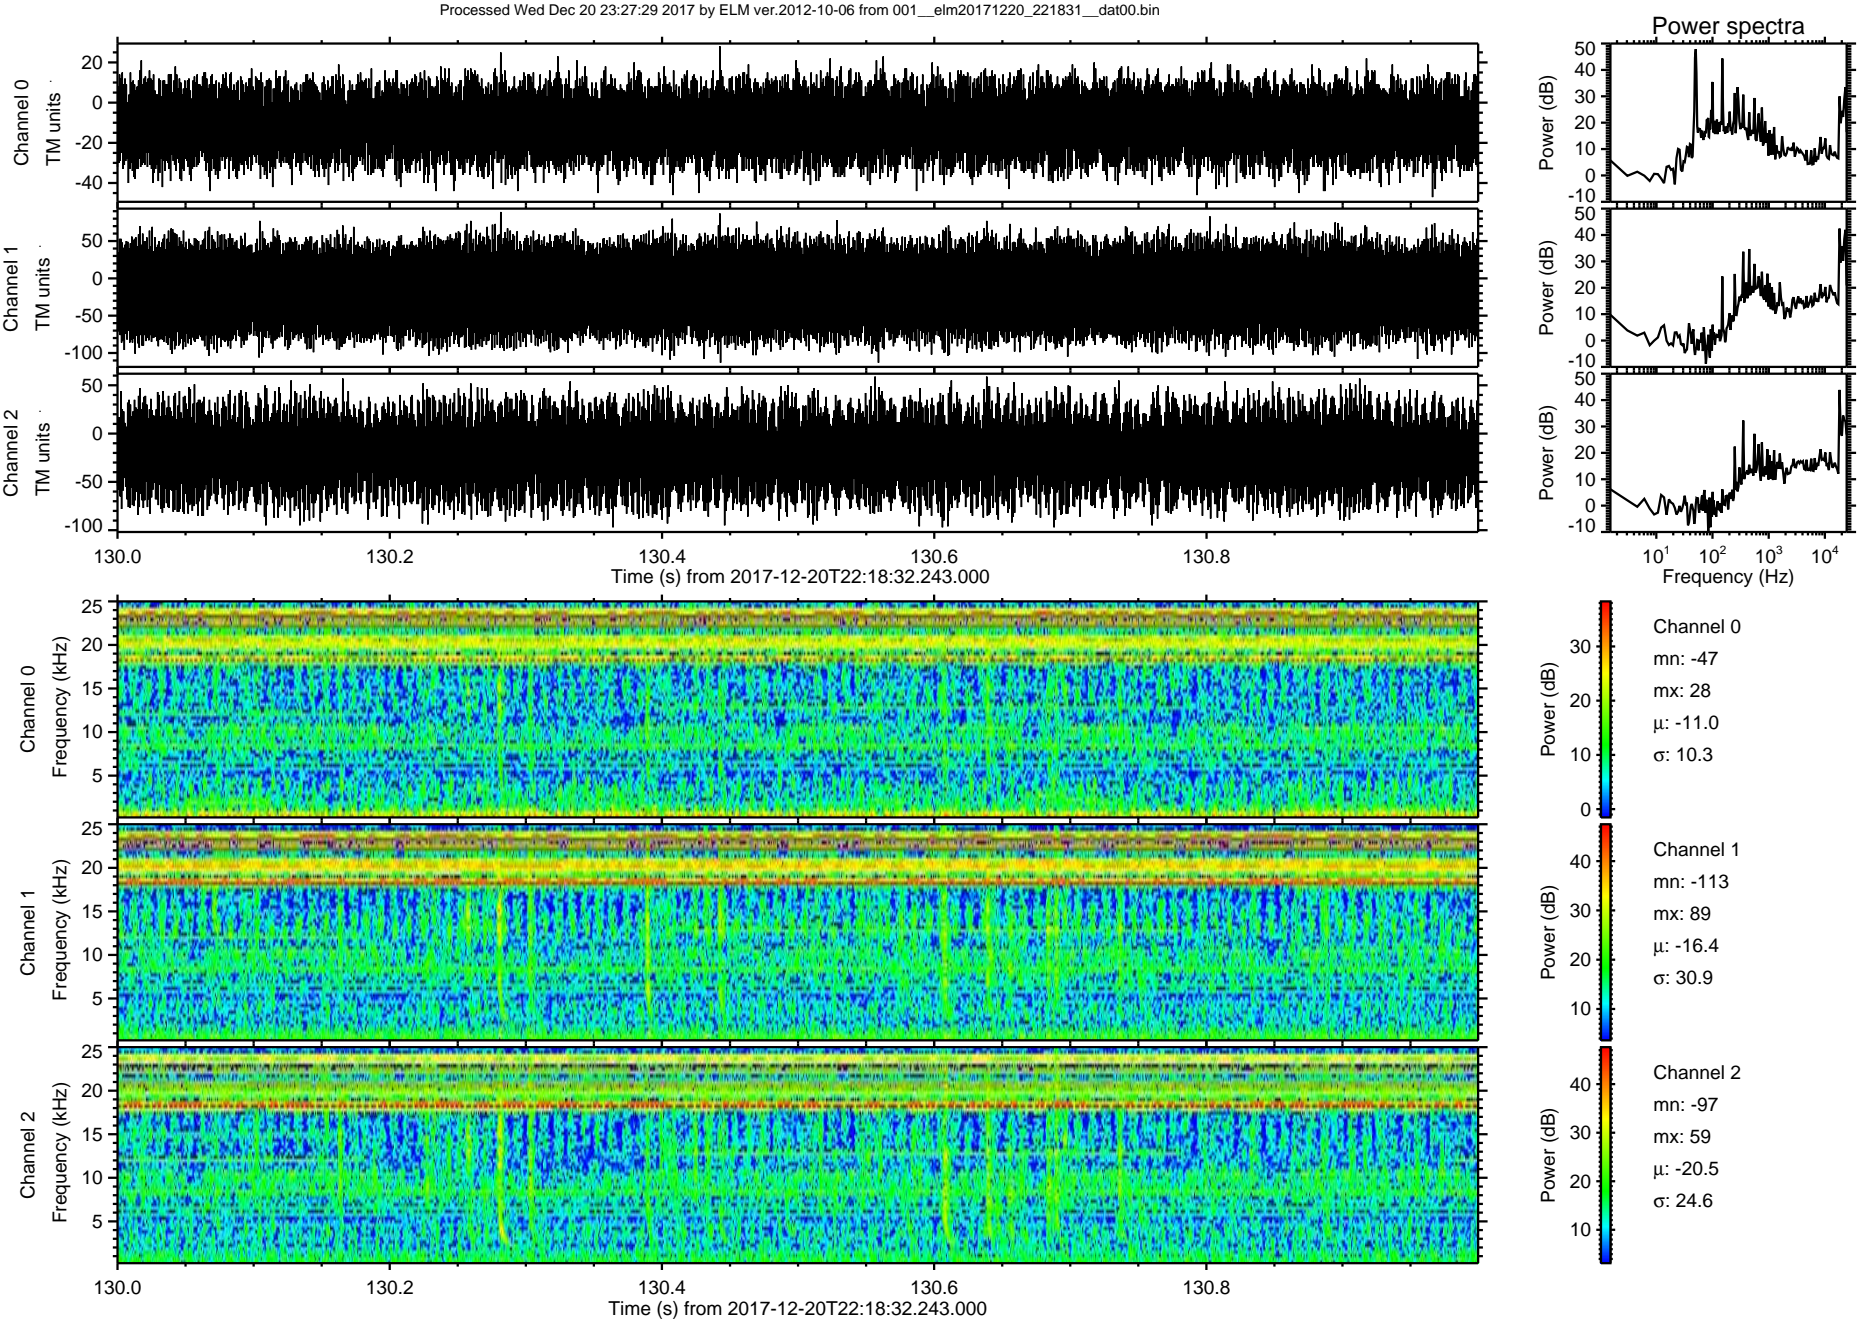 Processed Wed Dec 20 23:27:29 2017 by ELM ver.2012-10-06 from 001__elm20171220_221831__dat00.bin
Power spectra
Channel 0
TM units
20
0
-20
-40
Power (dB)
50
40
30
20
10
0
-10
Channel 1
TM units
50
0
-50
-100
Power (dB)
50
40
30
20
10
0
-10
Channel 2
TM units
50
0
-50
-100
Power (dB)
50
40
30
20
10
0
-10
130.0 130.2 130.4 130.6 130.8
Time (s) from 2017-12-20T22:18:32.243.000
10¹ 10² 10³ 10⁴
Frequency (Hz)
Channel 0
Frequency (kHz)
25
20
15
10
5
Power (dB)
30
20
10
0
Channel 0
mn: -47
mx: 28
μ: -11.0
σ: 10.3
Channel 1
Frequency (kHz)
25
20
15
10
5
Power (dB)
40
30
20
10
Channel 1
mn: -113
mx: 89
μ: -16.4
σ: 30.9
Channel 2
Frequency (kHz)
25
20
15
10
5
Power (dB)
40
30
20
10
Channel 2
mn: -97
mx: 59
μ: -20.5
σ: 24.6
130.0 130.2 130.4 130.6 130.8
Time (s) from 2017-12-20T22:18:32.243.000